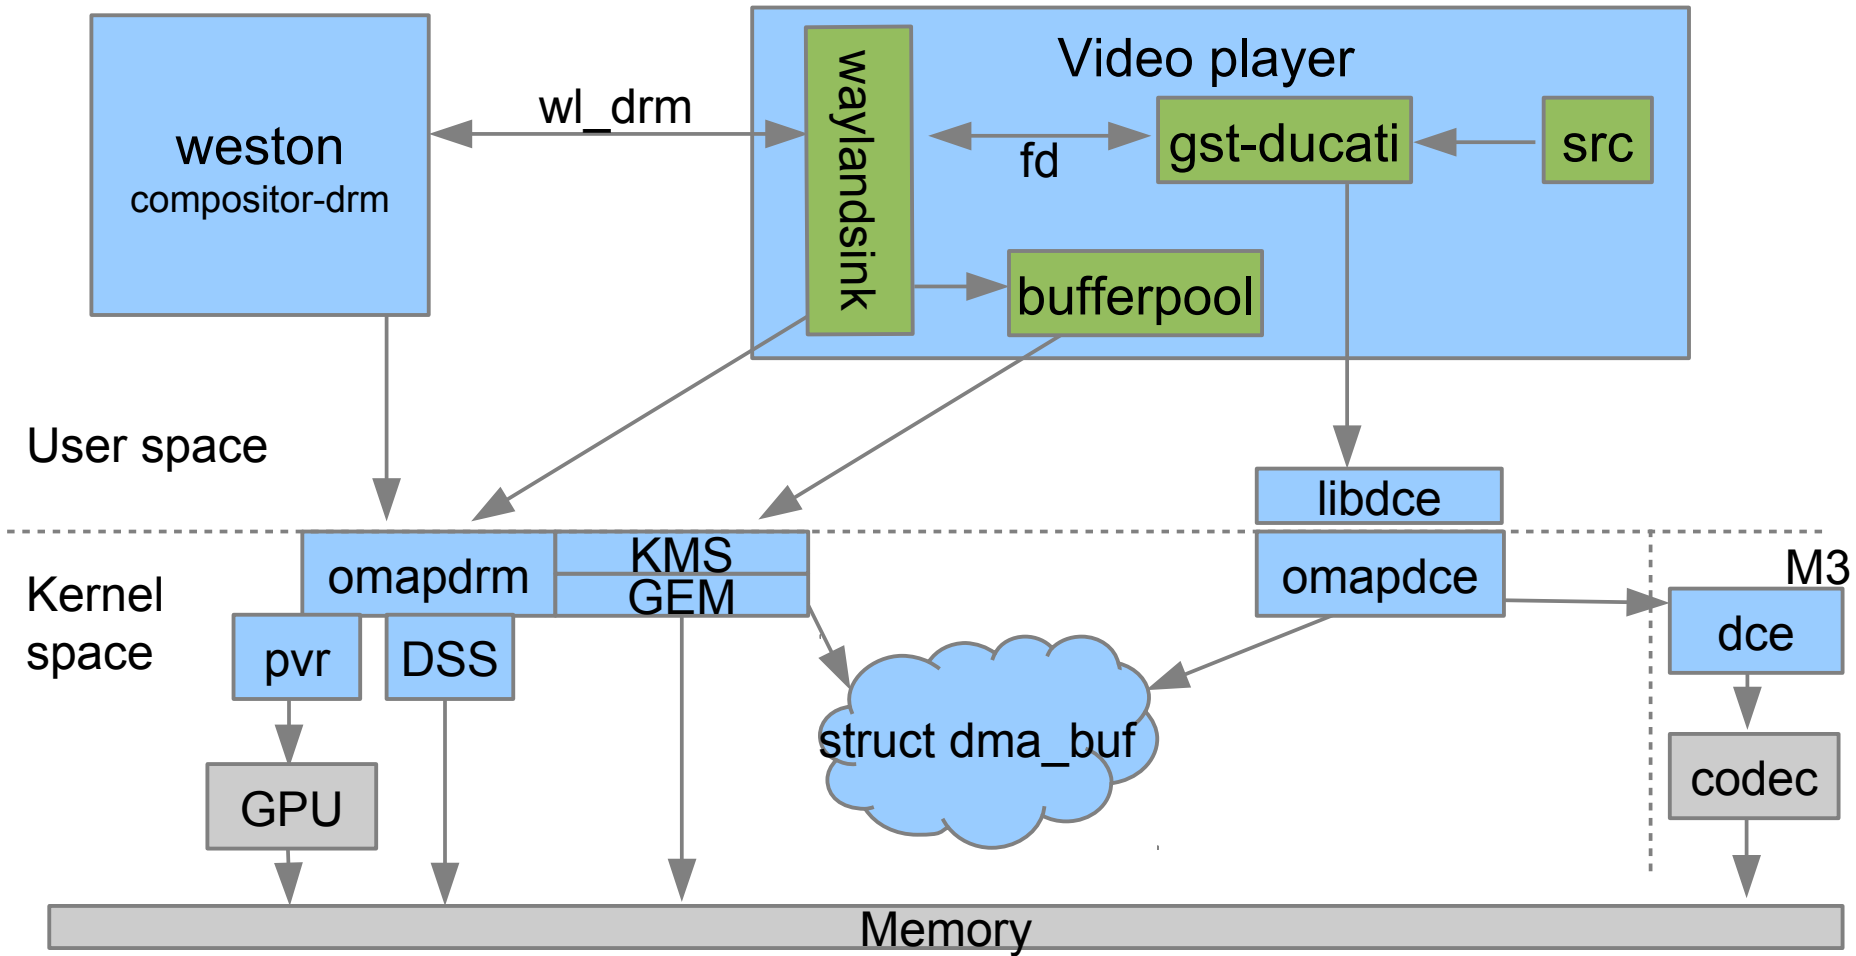 Video player
waylandsink
wl_drm
weston
compositor-drm
fd
gst-ducati
src
bufferpool
User space
libdce
Kernel
space
omapdrm
KMS
GEM
omapdce
M3
pvr
DSS
dce
struct dma_buf
GPU
codec
Memory